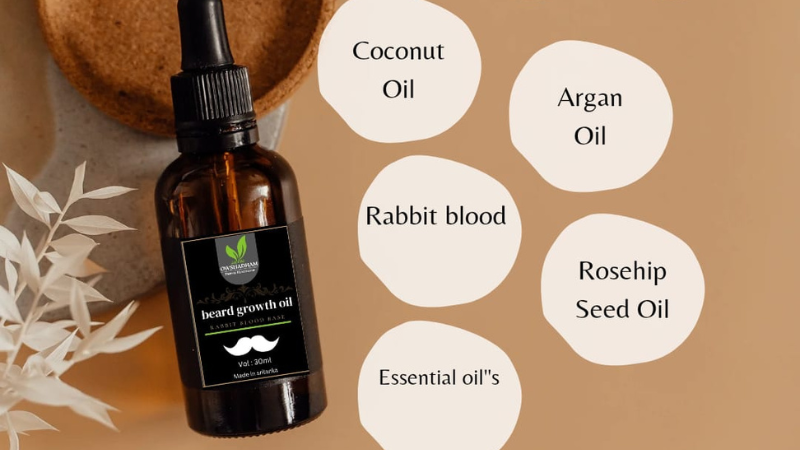 Coconut
Oil
Argan
Oil
Rabbit blood
Rosehip
Seed Oil
Essential oil"s
beard growth oil
RABBIT BLOOD BASE
Vol : 30ml
Made in srilanka